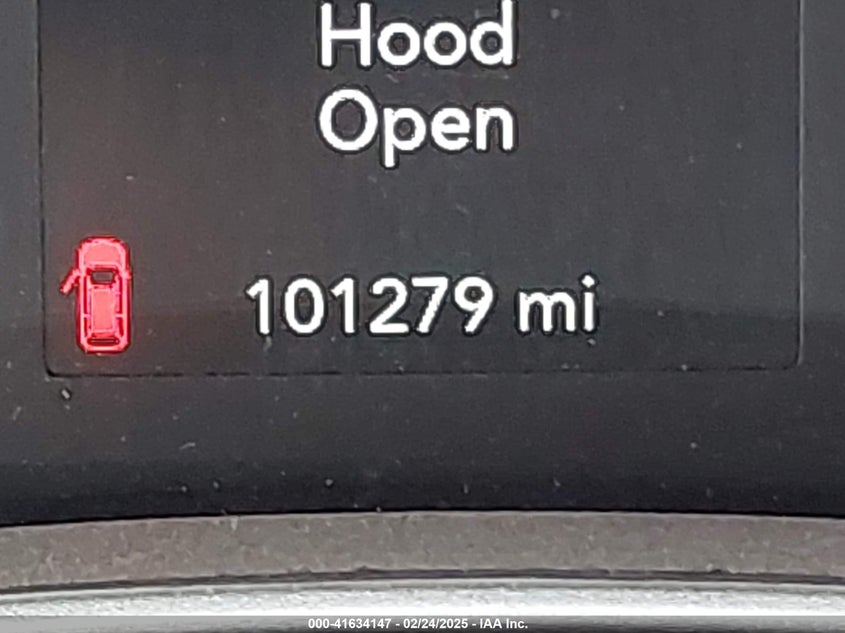 Hood
Open
101279 mi
000-41634147 - 02/24/2025 - IAA Inc.